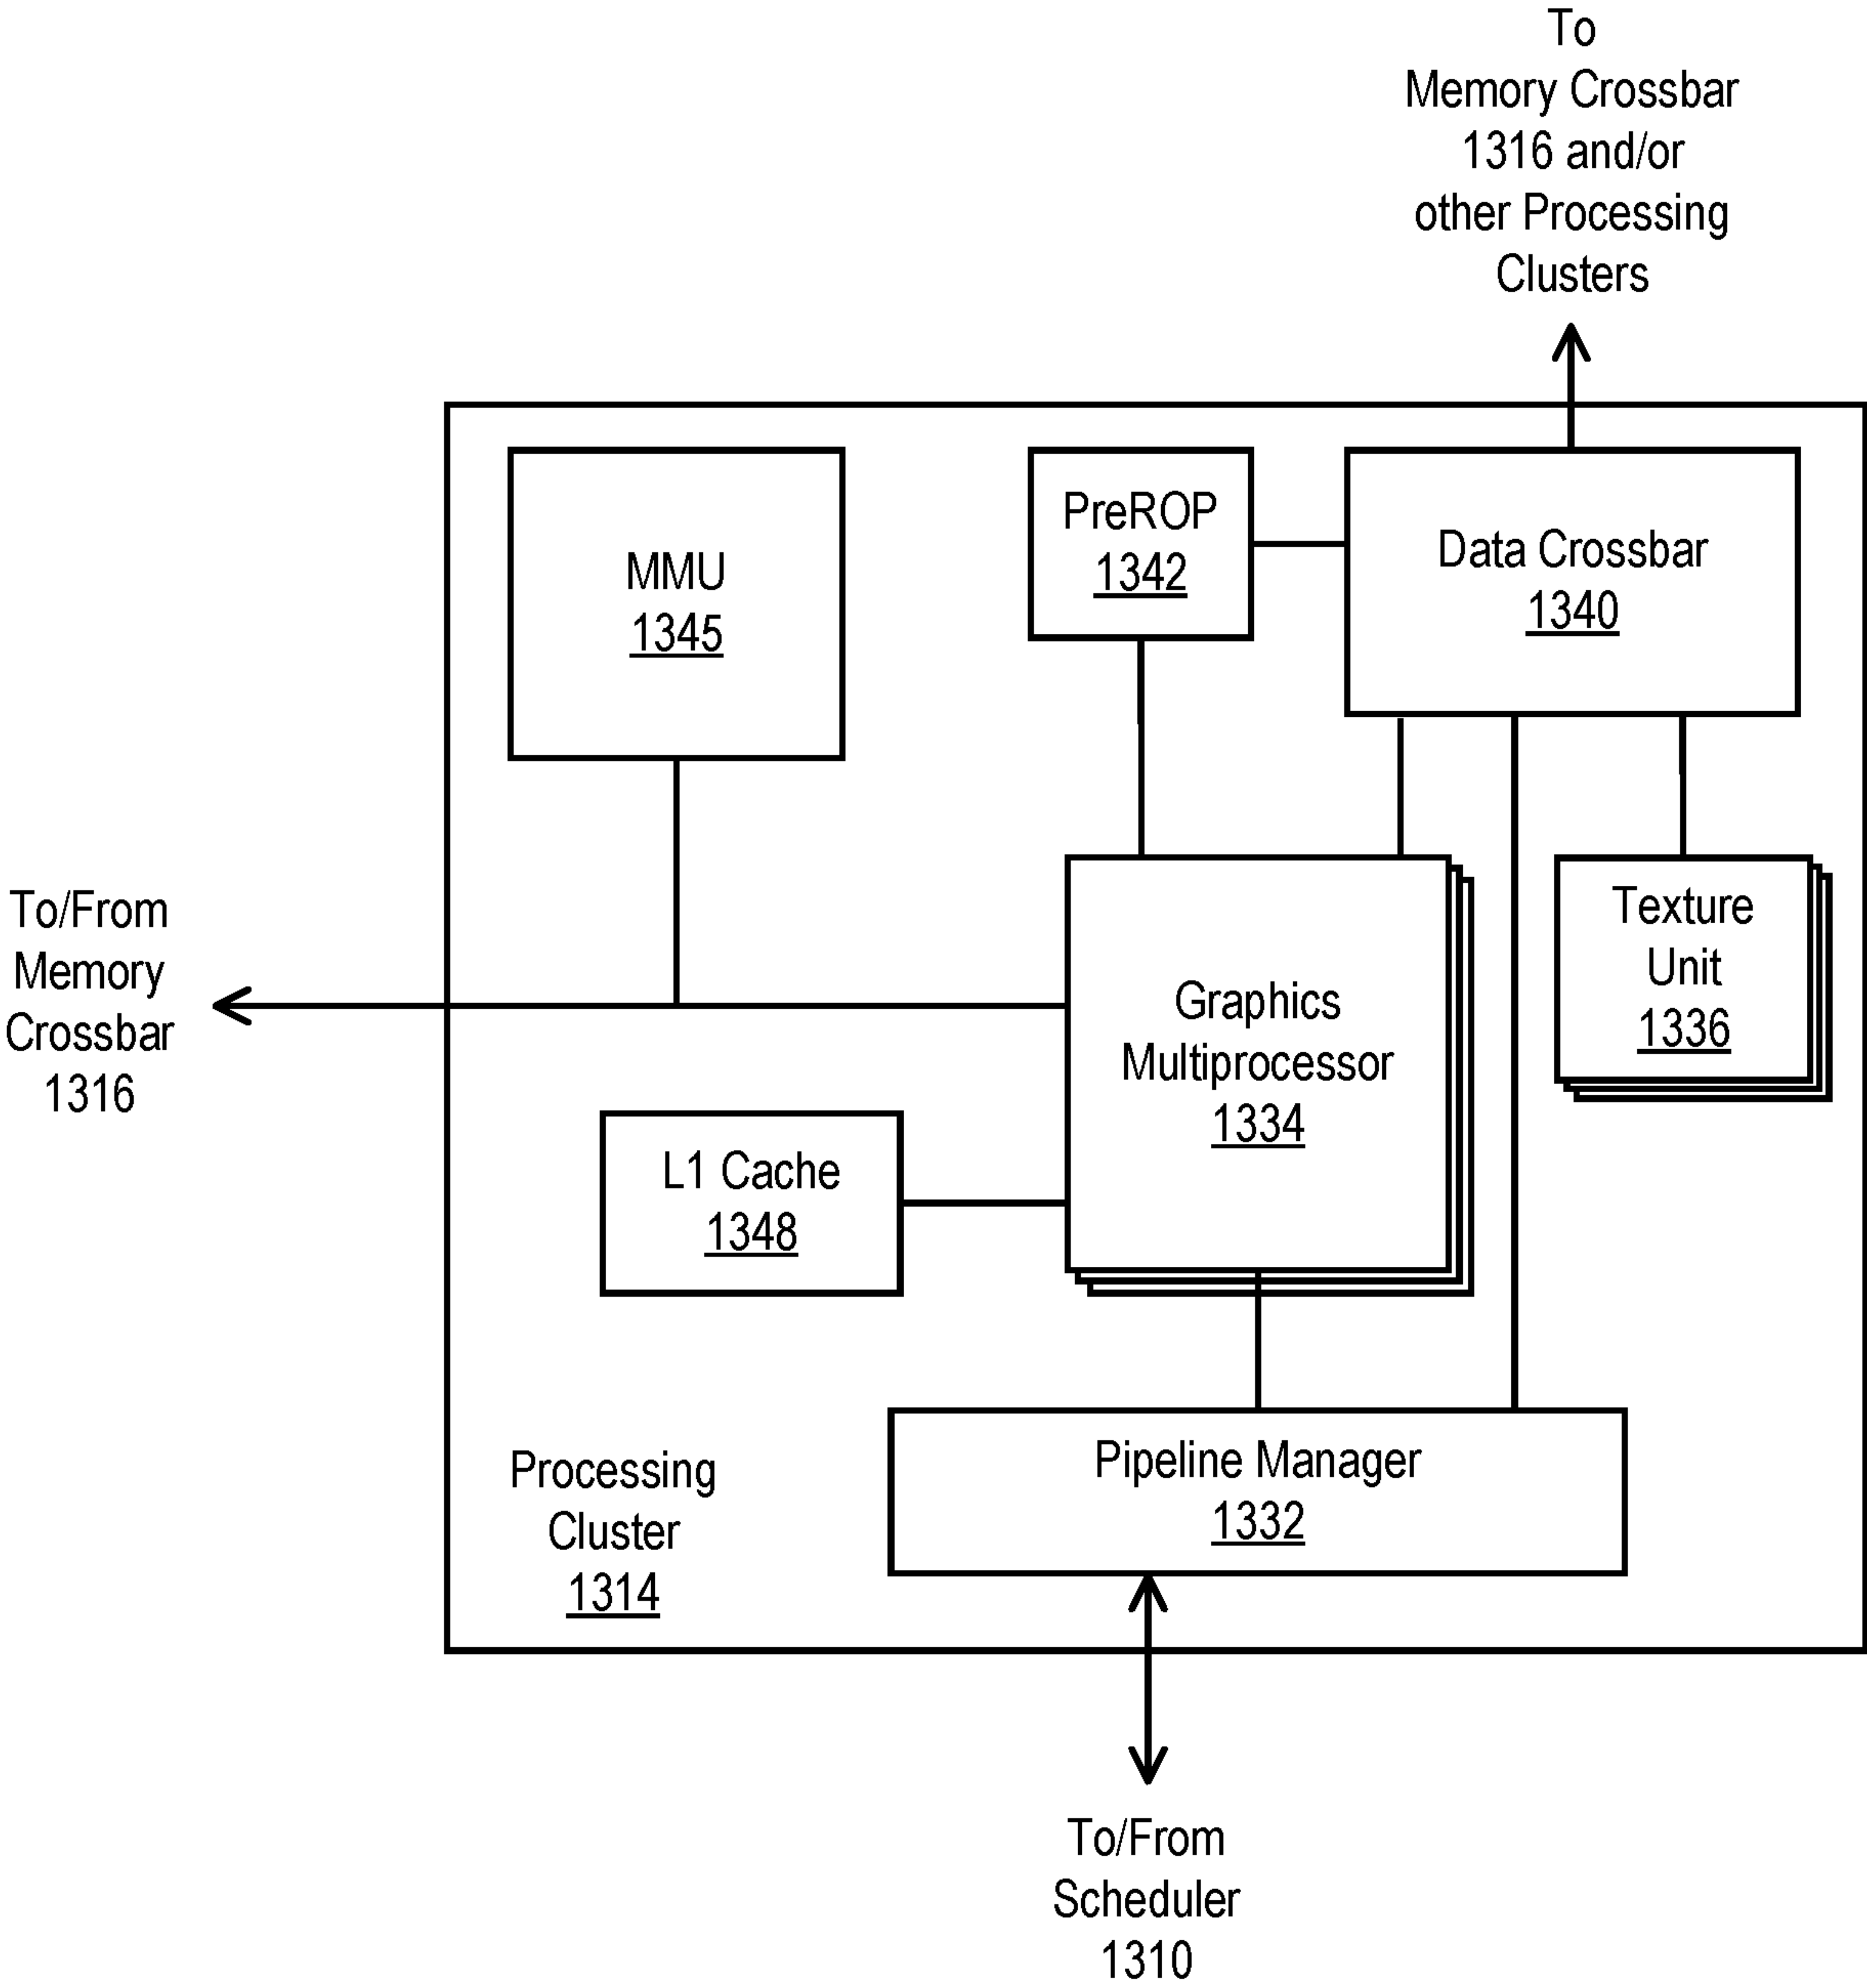 To
Memory Crossbar
1316 and/or
other Processing
Clusters
MMU
1345
PreROP
1342
Data Crossbar
1340
To/From
Memory
Crossbar
1316
Graphics
Multiprocessor
1334
Texture
Unit
1336
L1 Cache
1348
Pipeline Manager
1332
Processing
Cluster
1314
To/From
Scheduler
1310